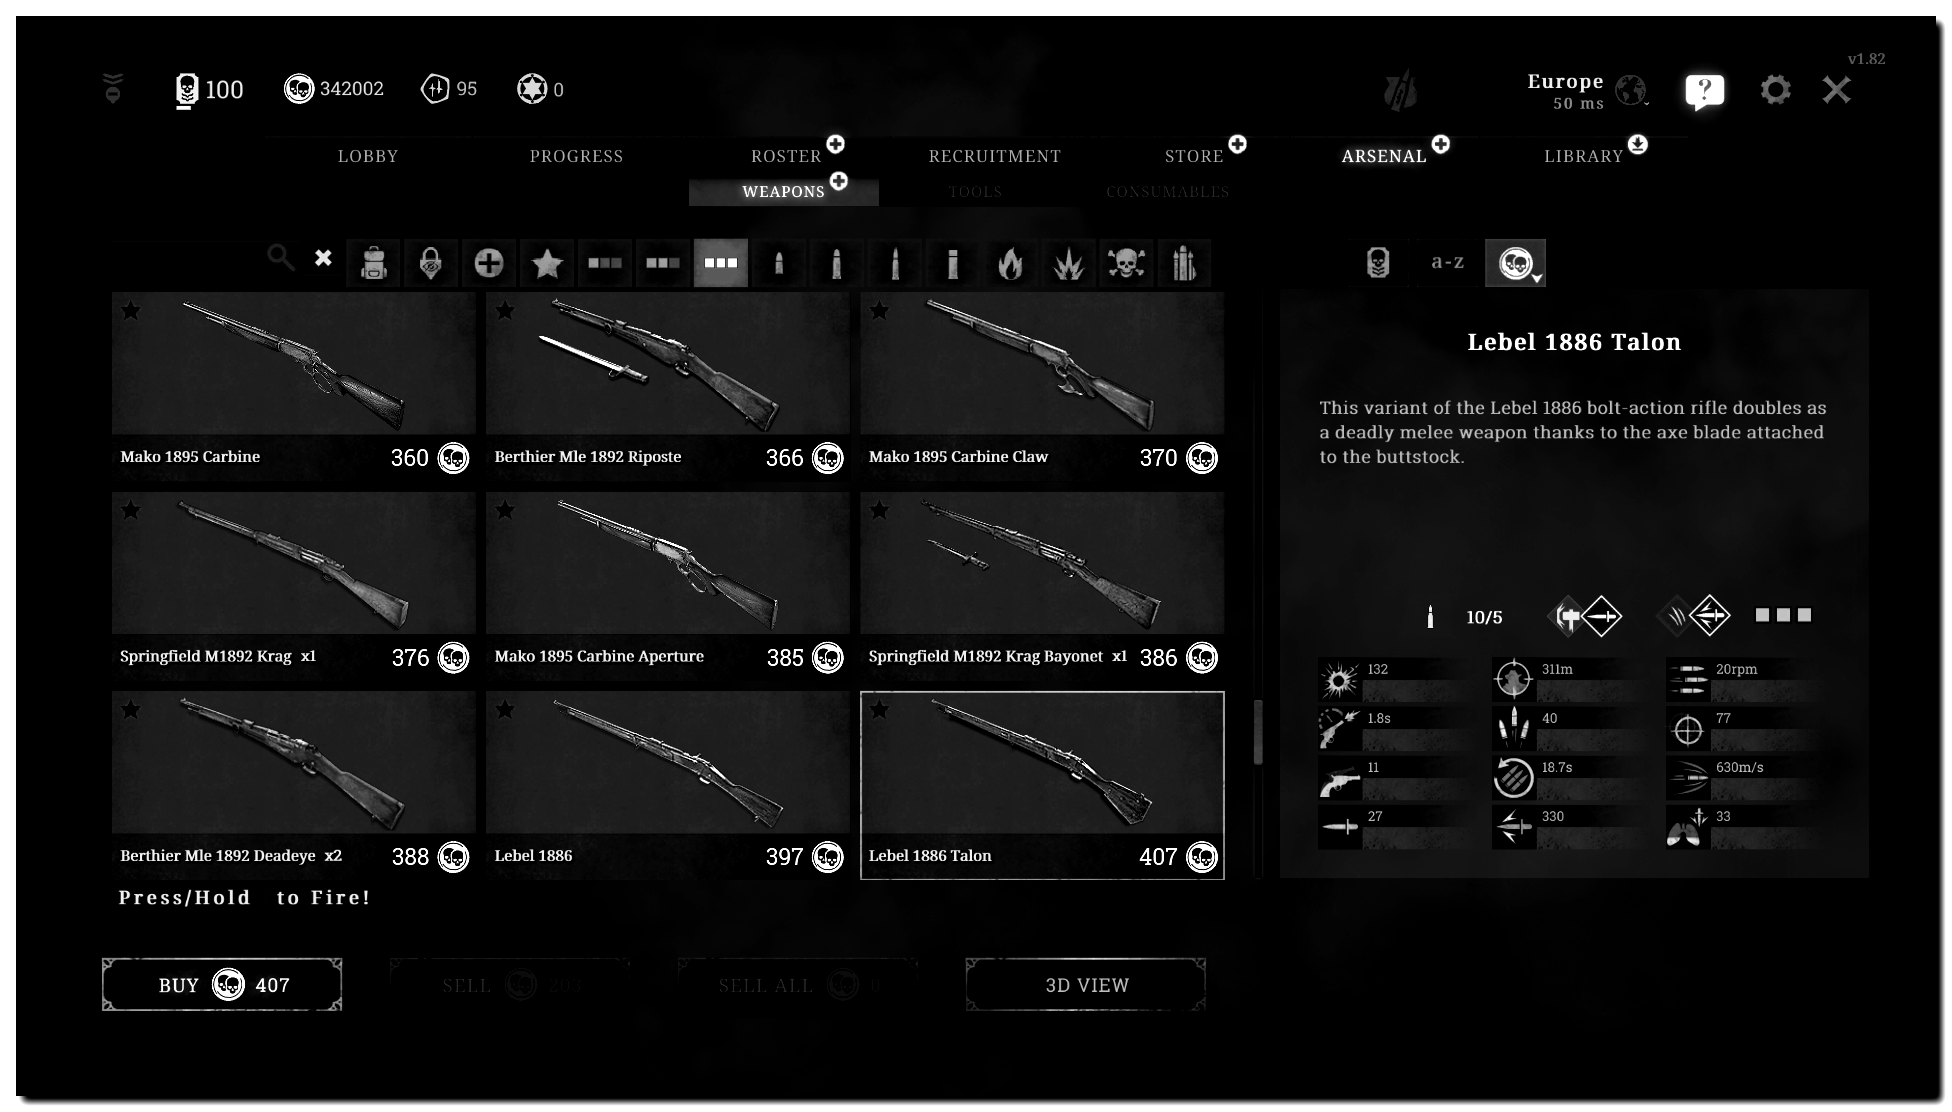 v1.82
100
342002
95
0
Europe
50 ms
?
LOBBY
PROGRESS
ROSTER
RECRUITMENT
STORE
ARSENAL
LIBRARY
WEAPONS
TOOLS
CONSUMABLES
a-z
Mako 1895 Carbine 360
Berthier Mle 1892 Riposte 366
Mako 1895 Carbine Claw 370
Springfield M1892 Krag x1 376
Mako 1895 Carbine Aperture 385
Springfield M1892 Krag Bayonet x1 386
Berthier Mle 1892 Deadeye x2 388
Lebel 1886 397
Lebel 1886 Talon 407
Press/Hold to Fire!
BUY 407
SELL 203
SELL ALL 0
3D VIEW
Lebel 1886 Talon
This variant of the Lebel 1886 bolt-action rifle doubles as
a deadly melee weapon thanks to the axe blade attached
to the buttstock.
10/5
132
311m
20rpm
1.8s
40
77
11
18.7s
630m/s
27
330
33